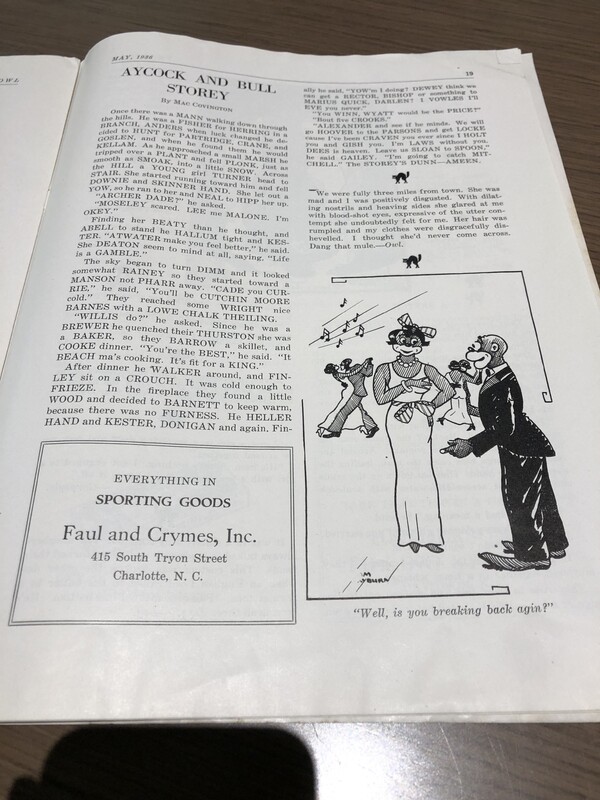 MAY, 1936
19
AYCOCK AND BULL
STOREY
By MAC COVINGTON
Once there was a MANN walking down through
the hills. He was a FISHER for HERRING in a
BRANCH, ANDERS when luck changed he de-
cided to HUNT for PARTRIDGE, CRANE, and
GOSLEN, and when he found them he would
KELLAM. As he approached a small MARSH he
tripped over a PLANT and fell PLONK, just as
smooth as SMOAK, into a little SNOW. Across
the HILL a YOUNG girl TURNER head to
STAIR. She started running toward him and fell
DOWNIE and SKINNER HAND. She let out a
YOW, so he ran to her and NEAL to HIPP her up.
"ARCHER DADE?" he asked.
"MOSELEY scared. LEE me MALONE. I'm
OKEY."
Finding her BEATY than he thought, and
ABELL to stand he HALLUM tight and KES-
TER. "ATWATER make you feel better," he said.
She DEATON seem to mind at all, saying, "Life
is a GAMBLE."
The sky began to turn DIMM and it looked
somewhat RAINEY so they started toward a
MANSON not PHARR away. "CADE you CUR-
RIE," he said, "You'll be CUTCHIN MOORE
cold." They reached some WRIGHT nice
BARNES with a LOWE CHALK THEILING.
"WILLIS do?" he asked. Since he was a
BREWER he quenched their THURSTON she was
a BAKER, so they BARROW a skillet, and
COOKE dinner. "You're the BEST," he said. "It
BEACH ma's cooking. It's fit for a KING."
After dinner he WALKER around, and FIN-
LEY sit on a CROUCH. It was cold enough to
FRIEZE. In the fireplace they found a little
WOOD and decided to BARNETT to keep warm,
because there was no FURNESS. He HELLER
HAND and KESTER, DONIGAN and again. Fin-
EVERYTHING IN
SPORTING GOODS
Faul and Crymes, Inc.
415 South Tryon Street
Charlotte, N. C.
ally he said, "YOW'm I doing? DEWEY think we
can get a RECTOR, BISHOP or something to
MARIUS QUICK, DARLEN? I VOWLES I'll
EVE you never."
"You WINN, WYATT would be the PRICE?"
"Bout five CROOKS."
"ALEXANDER and see if he minds. We will
go HOOVER to the PARSONS and get LOCKE
cause I've been CRAVEN you ever since I HOLT
you and GIBH you. I'm LAWS without you.
DEES is heaven. Leave us SLOAN to SPOON,"
he said GAILEY. "I'm going to catch MIT-
CHELL." The STOREY'S DUNN—AMEEN.
—We were fully three miles from town. She was
mad and I was positively disgusted. With dilat-
ing nostrils and heaving sides she glared at me
with blood-shot eyes, expressive of the utter con-
tempt she undoubtedly felt for me. Her hair was
rumpled and my clothes were disgracefully dis-
hevelled. I thought she'd never come across.
Dang that mule.—Owl.
"Well, is you breaking back agin?"